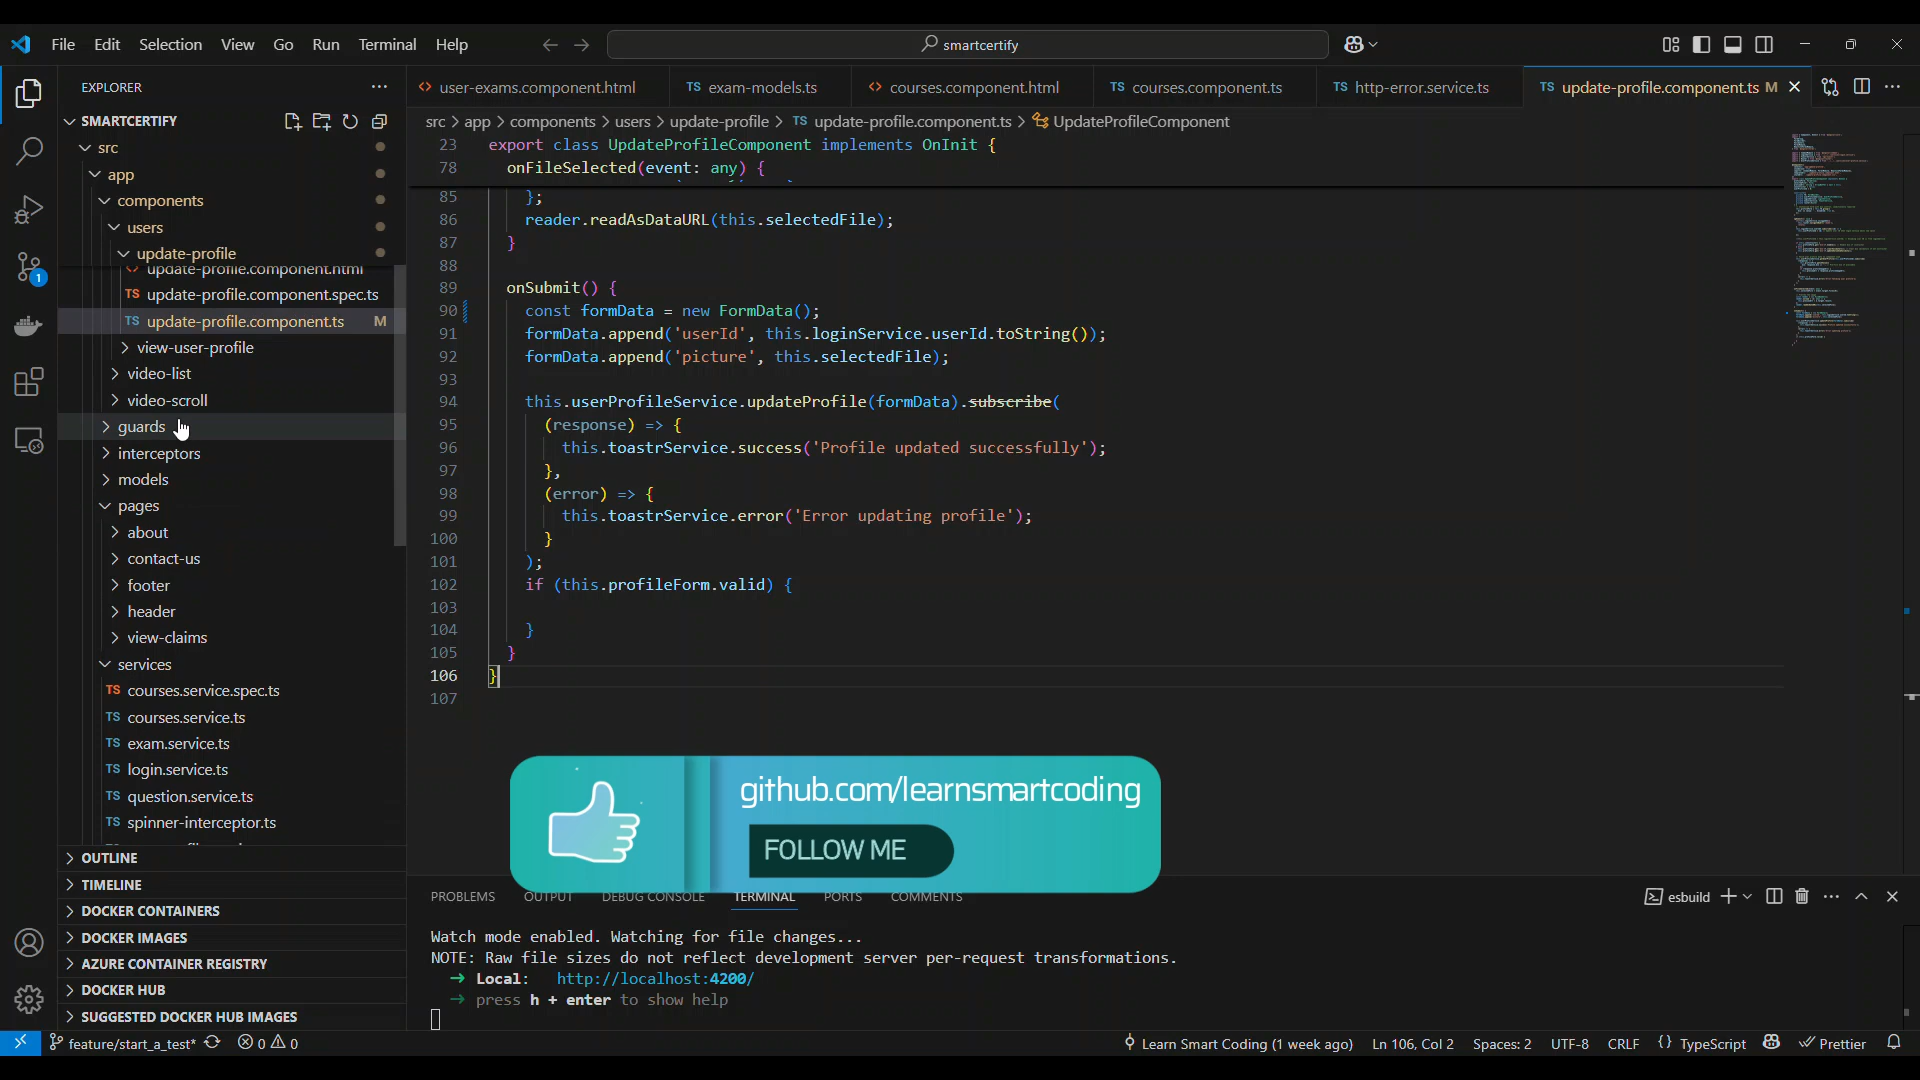 File Edit Selection View Go Run Terminal Help
smartcertify
EXPLORER
SMARTCERTIFY
src
app
components
users
update-profile
update-profile.component.html
update-profile.component.spec.ts
update-profile.component.ts M
view-user-profile
video-list
video-scroll
guards
interceptors
models
pages
about
contact-us
footer
header
view-claims
services
courses.service.spec.ts
courses.service.ts
exam.service.ts
login.service.ts
question.service.ts
spinner-interceptor.ts
OUTLINE
TIMELINE
DOCKER CONTAINERS
DOCKER IMAGES
AZURE CONTAINER REGISTRY
DOCKER HUB
SUGGESTED DOCKER HUB IMAGES
user-exams.component.html TS exam-models.ts courses.component.html TS courses.component.ts TS http-error.service.ts TS update-profile.component.ts M
src > app > components > users > update-profile > TS update-profile.component.ts > UpdateProfileComponent
23 export class UpdateProfileComponent implements OnInit {
78 onFileSelected(event: any) {
85 };
86 reader.readAsDataURL(this.selectedFile);
87 }
88
89 onSubmit() {
90 const formData = new FormData();
91 formData.append('userId', this.loginService.userId.toString());
92 formData.append('picture', this.selectedFile);
93
94 this.userProfileService.updateProfile(formData).subscribe(
95 (response) => {
96 this.toastrService.success('Profile updated successfully');
97 },
98 (error) => {
99 this.toastrService.error('Error updating profile');
100 }
101 );
102 if (this.profileForm.valid) {
103
104 }
105 }
106 }
107
github.com/learnsmartcoding
FOLLOW ME
PROBLEMS OUTPUT DEBUG CONSOLE TERMINAL PORTS COMMENTS
esbuild
Watch mode enabled. Watching for file changes...
NOTE: Raw file sizes do not reflect development server per-request transformations.
➜ Local: http://localhost:4200/
➜ press h + enter to show help
feature/start_a_test* 0 0
Learn Smart Coding (1 week ago) Ln 106, Col 2 Spaces: 2 UTF-8 CRLF {} TypeScript Prettier
1